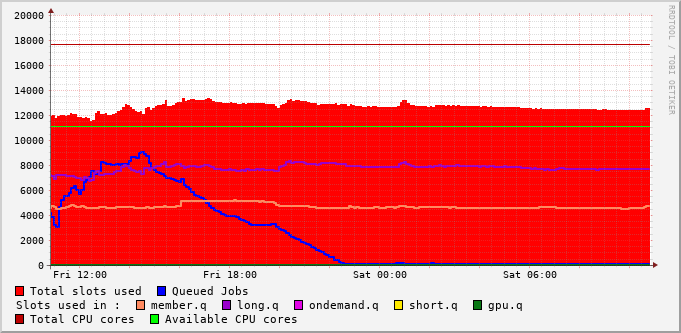 RRDTOOL / TOBI OETIKER
20000
18000
16000
14000
12000
10000
8000
6000
4000
2000
0
Fri 12:00 Fri 18:00 Sat 00:00 Sat 06:00
Total slots used Queued Jobs
Slots used in : member.q long.q ondemand.q short.q gpu.q
Total CPU cores Available CPU cores